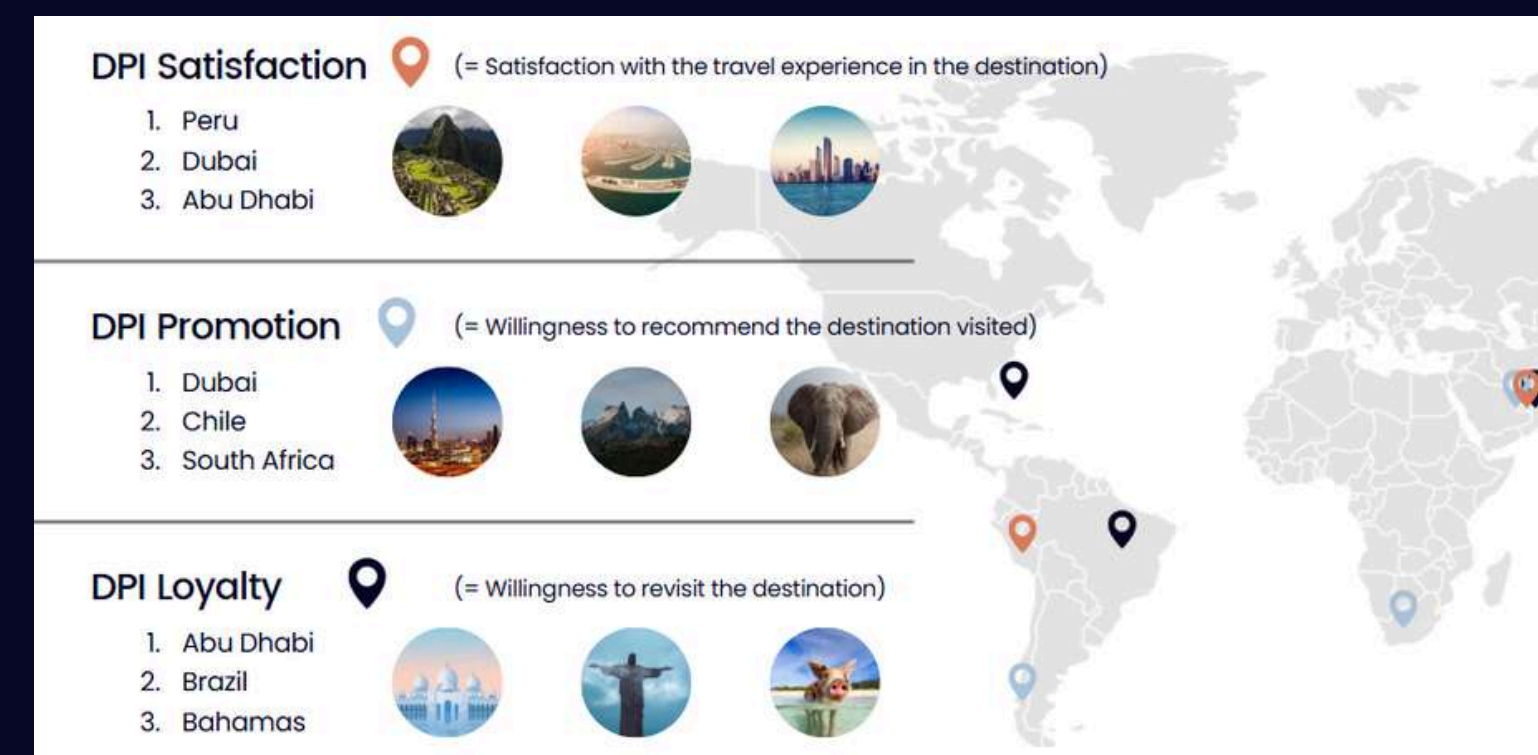 DPI Satisfaction (= Satisfaction with the travel experience in the destination)
1. Peru
2. Dubai
3. Abu Dhabi
DPI Promotion (= Willingness to recommend the destination visited)
1. Dubai
2. Chile
3. South Africa
DPI Loyalty (= Willingness to revisit the destination)
1. Abu Dhabi
2. Brazil
3. Bahamas